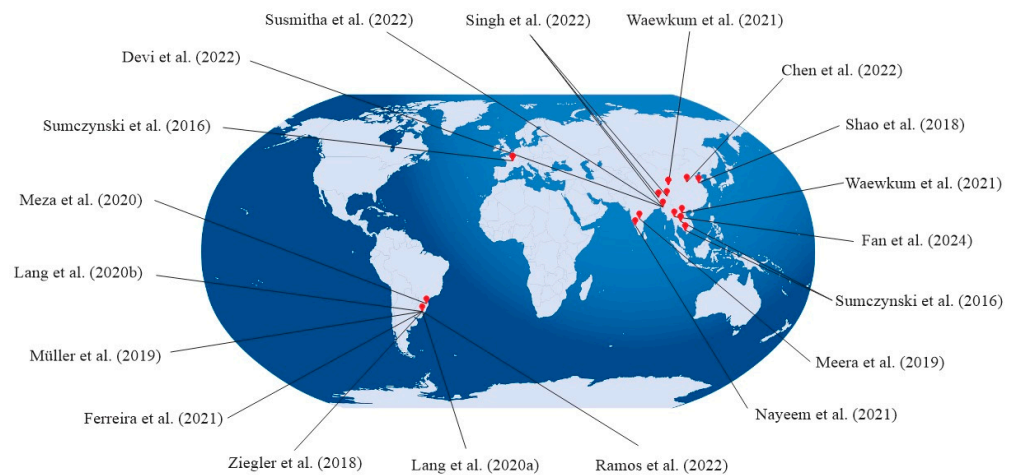 Susmitha et al. (2022)
Singh et al. (2022)
Waewkum et al. (2021)
Devi et al. (2022)
Chen et al. (2022)
Sumczynski et al. (2016)
Shao et al. (2018)
Meza et al. (2020)
Waewkum et al. (2021)
Fan et al. (2024)
Lang et al. (2020b)
Sumczynski et al. (2016)
Müller et al. (2019)
Meera et al. (2019)
Ferreira et al. (2021)
Nayeem et al. (2021)
Ziegler et al. (2018)
Lang et al. (2020a)
Ramos et al. (2022)